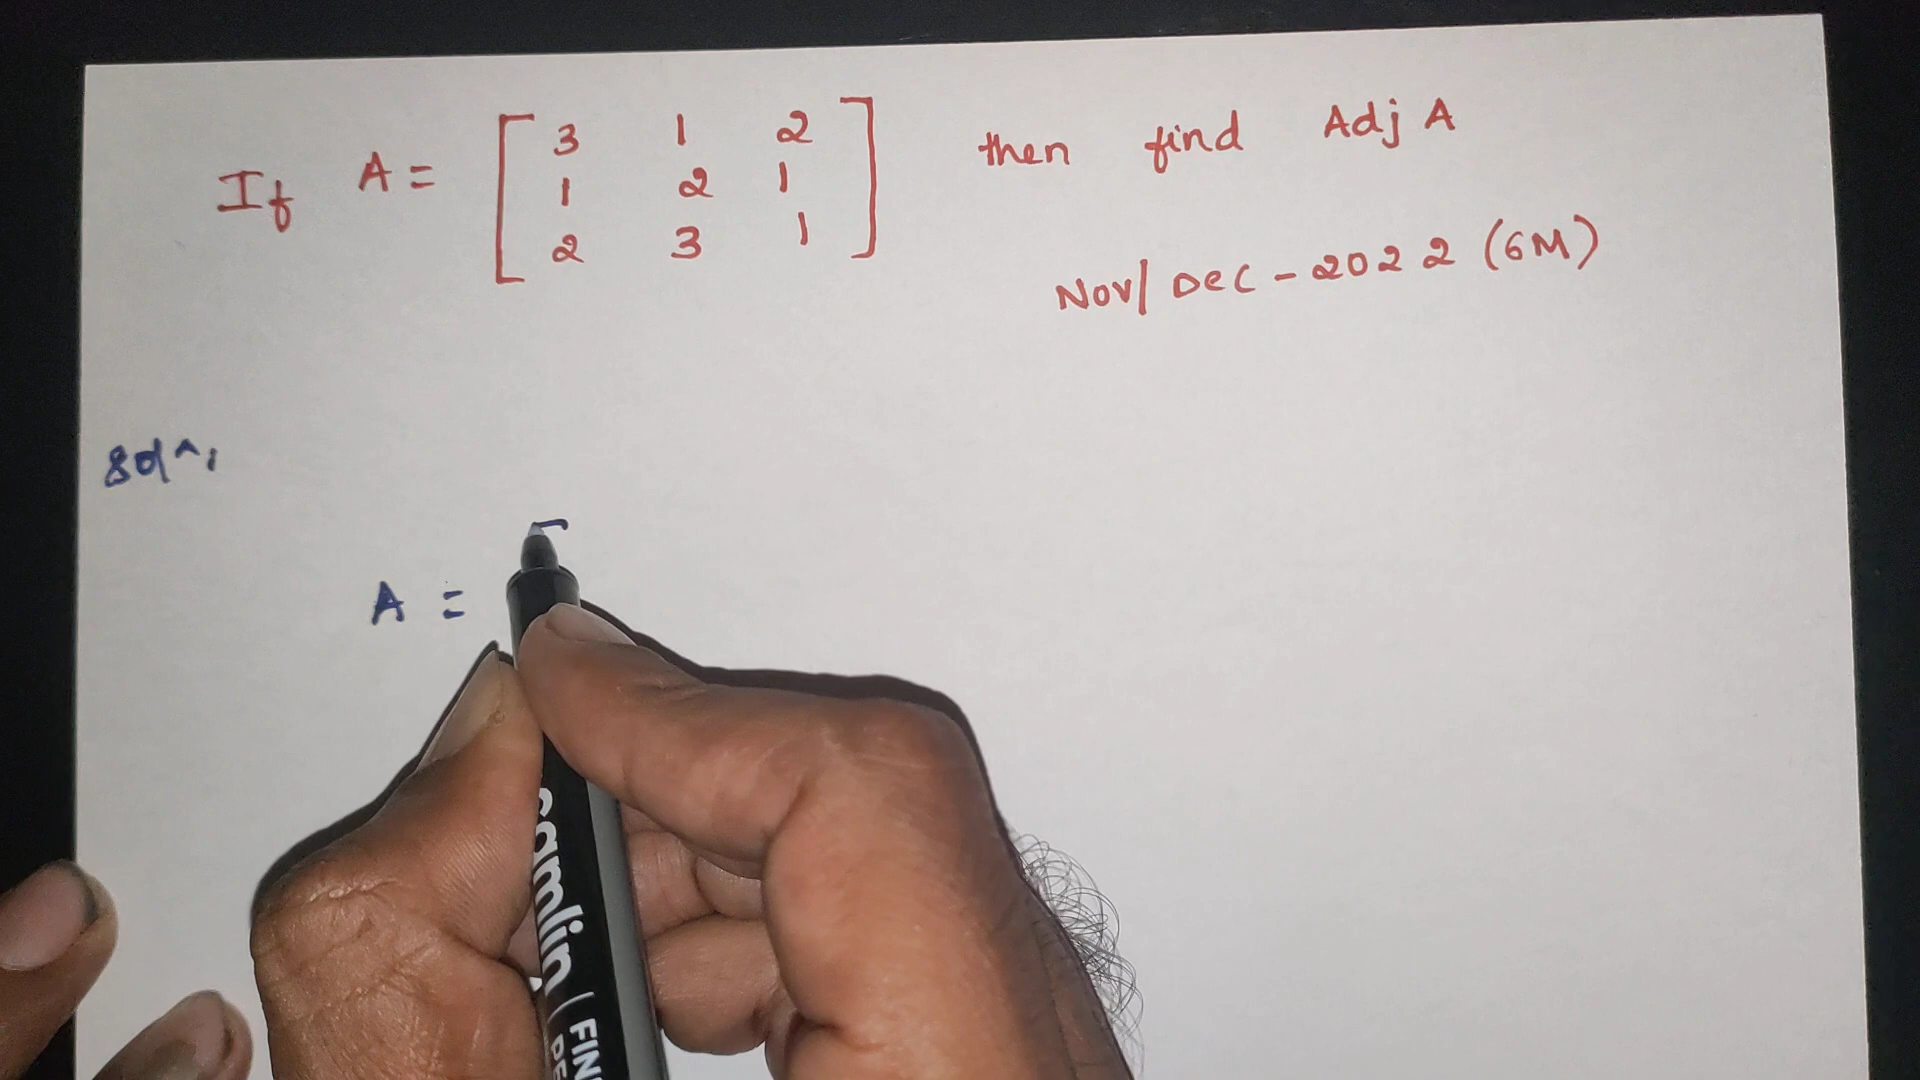 If A = [ 3 1 2
1 2 1
2 3 1 ] then find Adj A
Nov/Dec-2022 (6M)
Soln:
A = [
camlin FIN